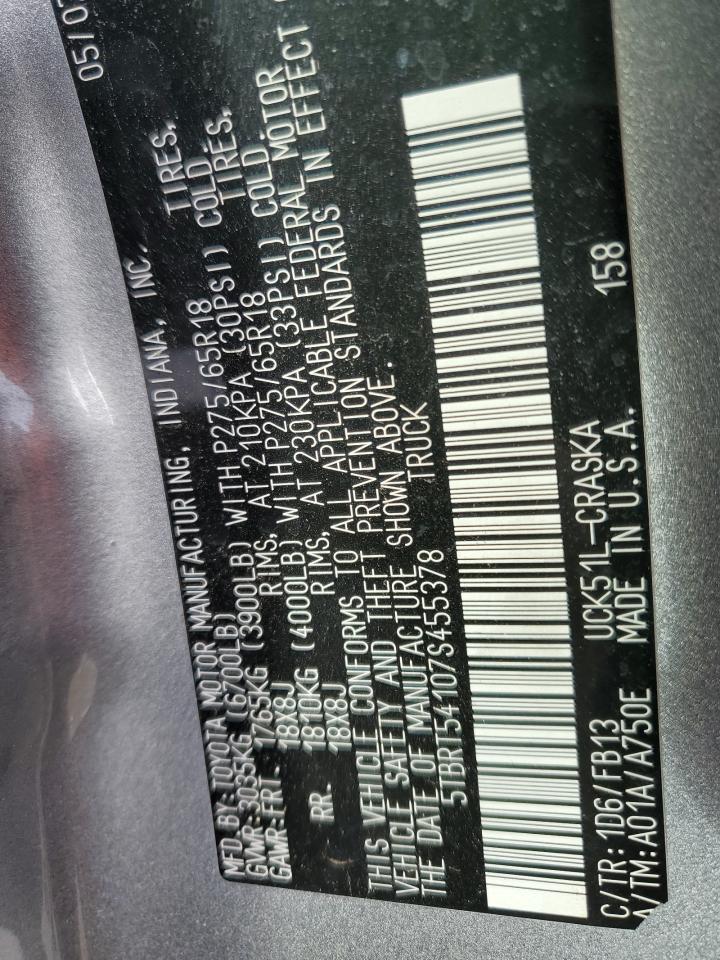 MFD. BY: TOYOTA MOTOR MANUFACTURING, INDIANA, INC. 05/07
GVWR: 3035KG (6700LB)
GAWR: FR. 1765KG (3900LB) WITH P275/65R18 TIRES,
18X8J RIMS, AT 210KPA (30PSI) COLD.
RR. 1810KG (4000LB) WITH P275/65R18 TIRES,
18X8J RIMS, AT 230KPA (33PSI) COLD.
THIS VEHICLE CONFORMS TO ALL APPLICABLE FEDERAL MOTOR
VEHICLE SAFETY AND THEFT PREVENTION STANDARDS IN EFFECT
THE DATE OF MANUFACTURE SHOWN ABOVE.
5TBRT54107S455378 TRUCK
C/TR: 1D6/FB13 UCK51L-CRASKA 158
A/TM: A01A/A750E MADE IN U.S.A.